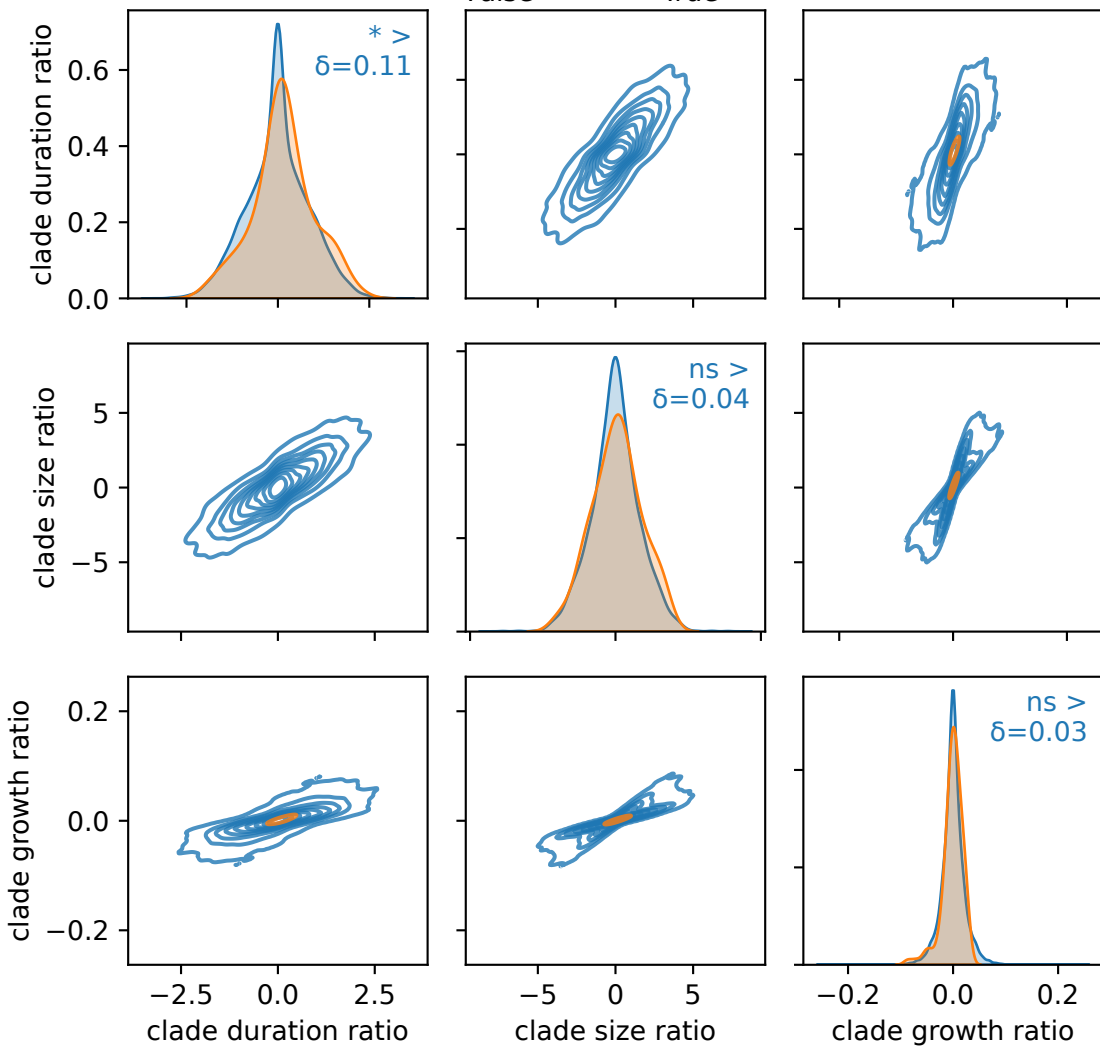 clade duration ratio
0.6
0.4
0.2
0.0
* >
δ=0.11
clade size ratio
5
0
−5
ns >
δ=0.04
clade growth ratio
0.2
0.0
−0.2
ns >
δ=0.03
−2.5 0.0 2.5
−5 0 5
−0.2 0.0 0.2
clade duration ratio
clade size ratio
clade growth ratio